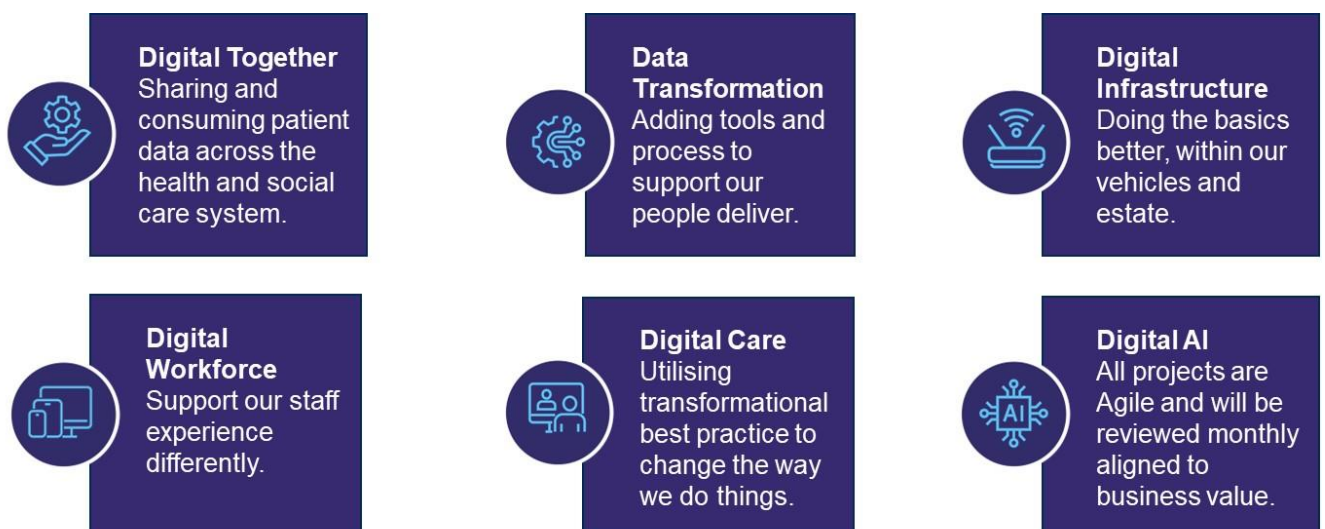 Digital Together
Sharing and
consuming patient
data across the
health and social
care system.
Data
Transformation
Adding tools and
process to
support our
people deliver.
Digital
Infrastructure
Doing the basics
better, within our
vehicles and
estate.
Digital
Workforce
Support our staff
experience
differently.
Digital Care
Utilising
transformational
best practice to
change the way
we do things.
Digital AI
All projects are
Agile and will be
reviewed monthly
aligned to
business value.
AI